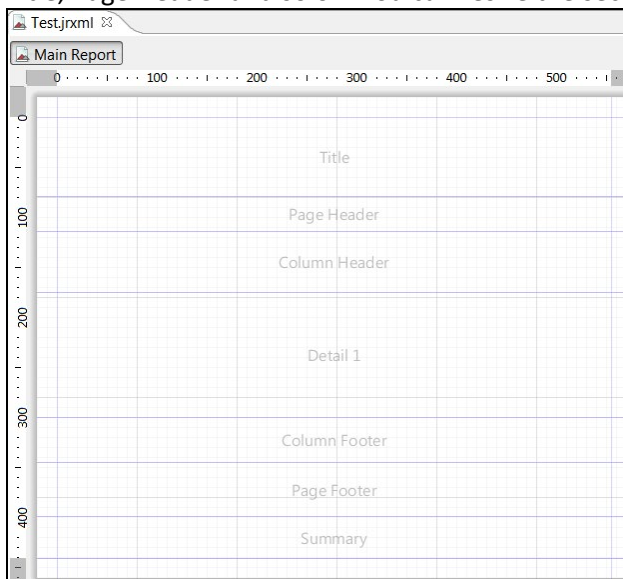 Test.jrxml
Main Report
0 100 200 300 400 500
0
Title
100
Page Header
Column Header
200
Detail 1
300
Column Footer
Page Footer
400
Summary